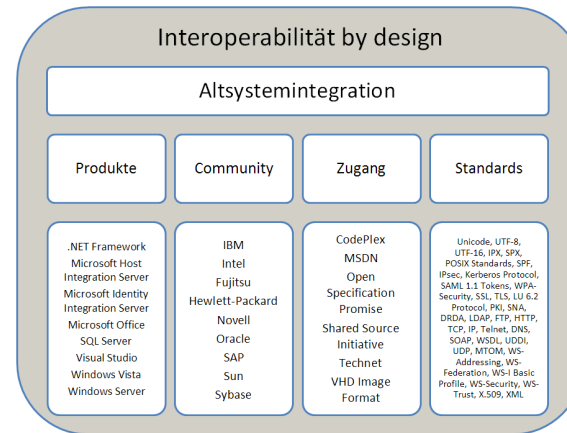 Interoperabilität by design
Altsystemintegration
Produkte
Community
Zugang
Standards
.NET Framework
Microsoft Host
Integration Server
Microsoft Identity
Integration Server
Microsoft Office
SQL Server
Visual Studio
Windows Vista
Windows Server
IBM
Intel
Fujitsu
Hewlett-Packard
Novell
Oracle
SAP
Sun
Sybase
CodePlex
MSDN
Open
Specification
Promise
Shared Source
Initiative
Technet
VHD Image
Format
Unicode, UTF-8,
UTF-16, IPX, SPX,
POSIX Standards, SPF,
IPsec, Kerberos Protocol,
SAML 1.1 Tokens, WPA-
Security, SSL, TLS, LU 6.2
Protocol, PKI, SNA,
DRDA, LDAP, FTP, HTTP,
TCP, IP, Telnet, DNS,
SOAP, WSDL, UDDI,
UDP, MTOM, WS-
Addressing, WS-
Federation, WS-I Basic
Profile, WS-Security, WS-
Trust, X.509, XML